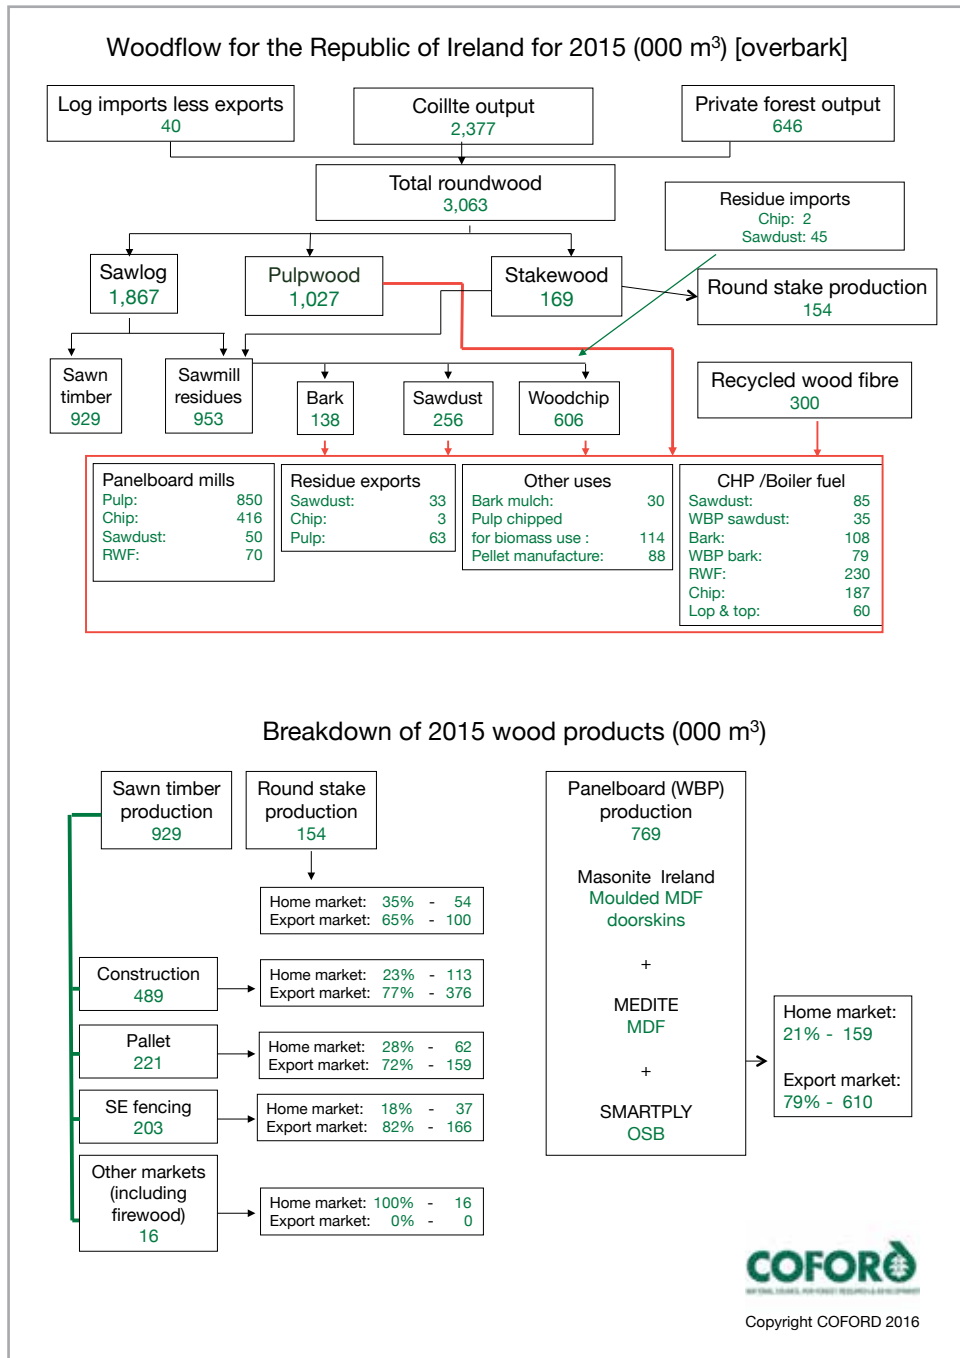 Woodflow for the Republic of Ireland for 2015 (000 m³) [overbark]
Log imports less exports
40
Coillte output
2,377
Private forest output
646
Total roundwood
3,063
Residue imports
Chip: 2
Sawdust: 45
Sawlog
1,867
Pulpwood
1,027
Stakewood
169
Round stake production
154
Sawn
timber
929
Sawmill
residues
953
Bark
138
Sawdust
256
Woodchip
606
Recycled wood fibre
300
Panelboard mills
Pulp: 850
Chip: 416
Sawdust: 50
RWF: 70
Residue exports
Sawdust: 33
Chip: 3
Pulp: 63
Other uses
Bark mulch: 30
Pulp chipped
for biomass use : 114
Pellet manufacture: 88
CHP /Boiler fuel
Sawdust: 85
WBP sawdust: 35
Bark: 108
WBP bark: 79
RWF: 230
Chip: 187
Lop & top: 60
Breakdown of 2015 wood products (000 m³)
Sawn timber
production
929
Round stake
production
154
Home market: 35% - 54
Export market: 65% - 100
Construction
489
Home market: 23% - 113
Export market: 77% - 376
Pallet
221
Home market: 28% - 62
Export market: 72% - 159
SE fencing
203
Home market: 18% - 37
Export market: 82% - 166
Other markets
(including
firewood)
16
Home market: 100% - 16
Export market: 0% - 0
Panelboard (WBP)
production
769
Masonite Ireland
Moulded MDF
doorskins
+
MEDITE
MDF
+
SMARTPLY
OSB
Home market:
21% - 159
Export market:
79% - 610
COFORD
NATIONAL COUNCIL FOR FOREST RESEARCH & DEVELOPMENT
Copyright COFORD 2016